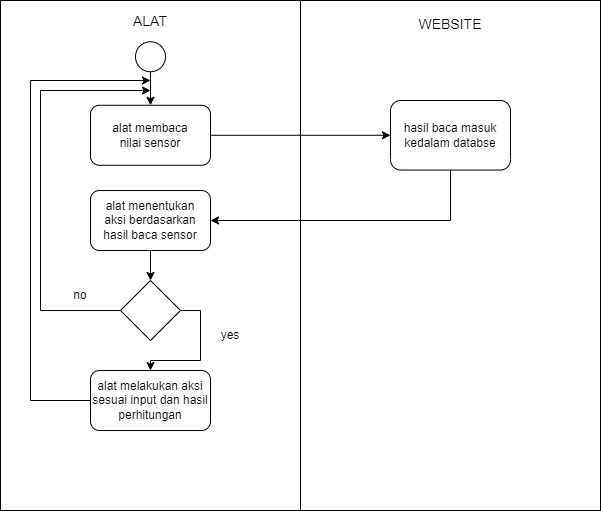 ALAT
WEBSITE
alat membaca
nilai sensor
hasil baca masuk
kedalam databse
alat menentukan
aksi berdasarkan
hasil baca sensor
no
yes
alat melakukan aksi
sesuai input dan hasil
perhitungan